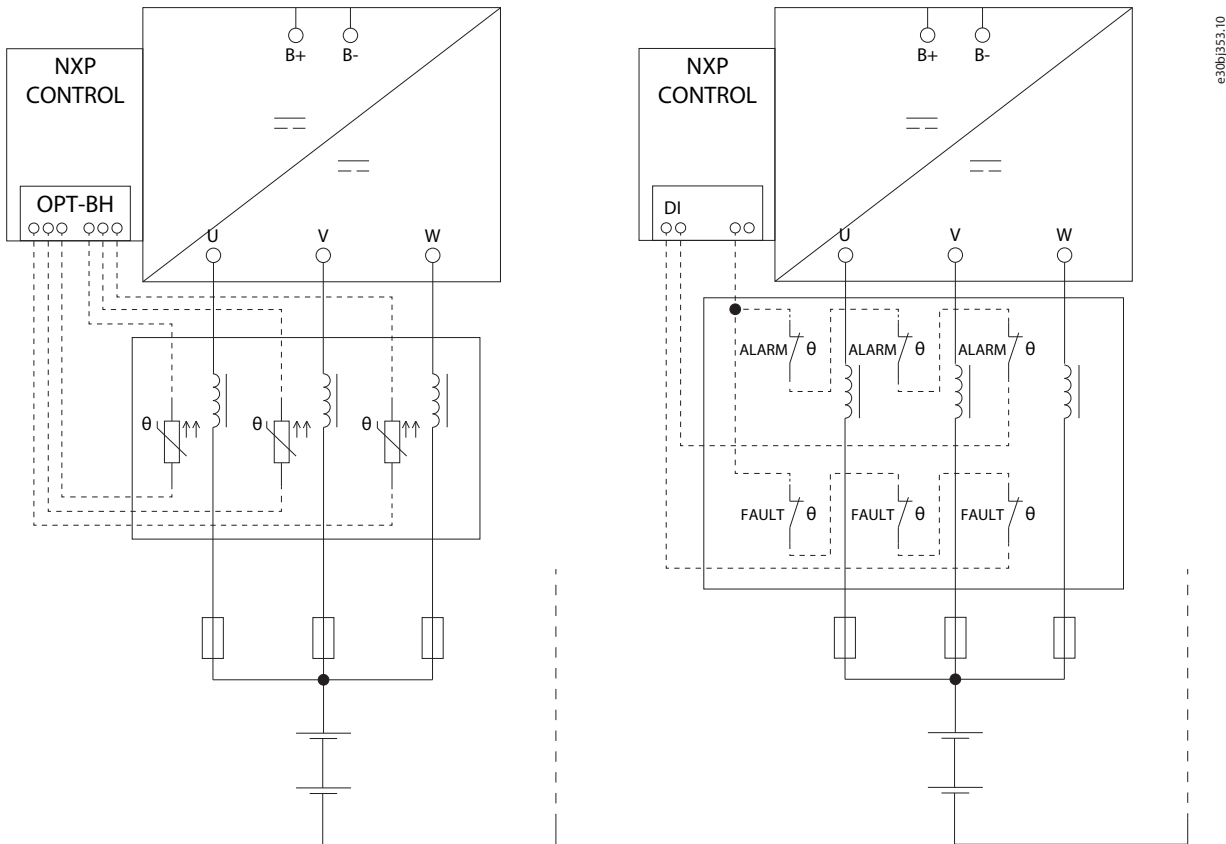 B+ B-
NXP
CONTROL
OPT-BH
U V W
θ θ θ
B+ B-
NXP
CONTROL
DI
U V W
ALARM θ ALARM θ ALARM θ
FAULT θ FAULT θ FAULT θ
e30bj353.10